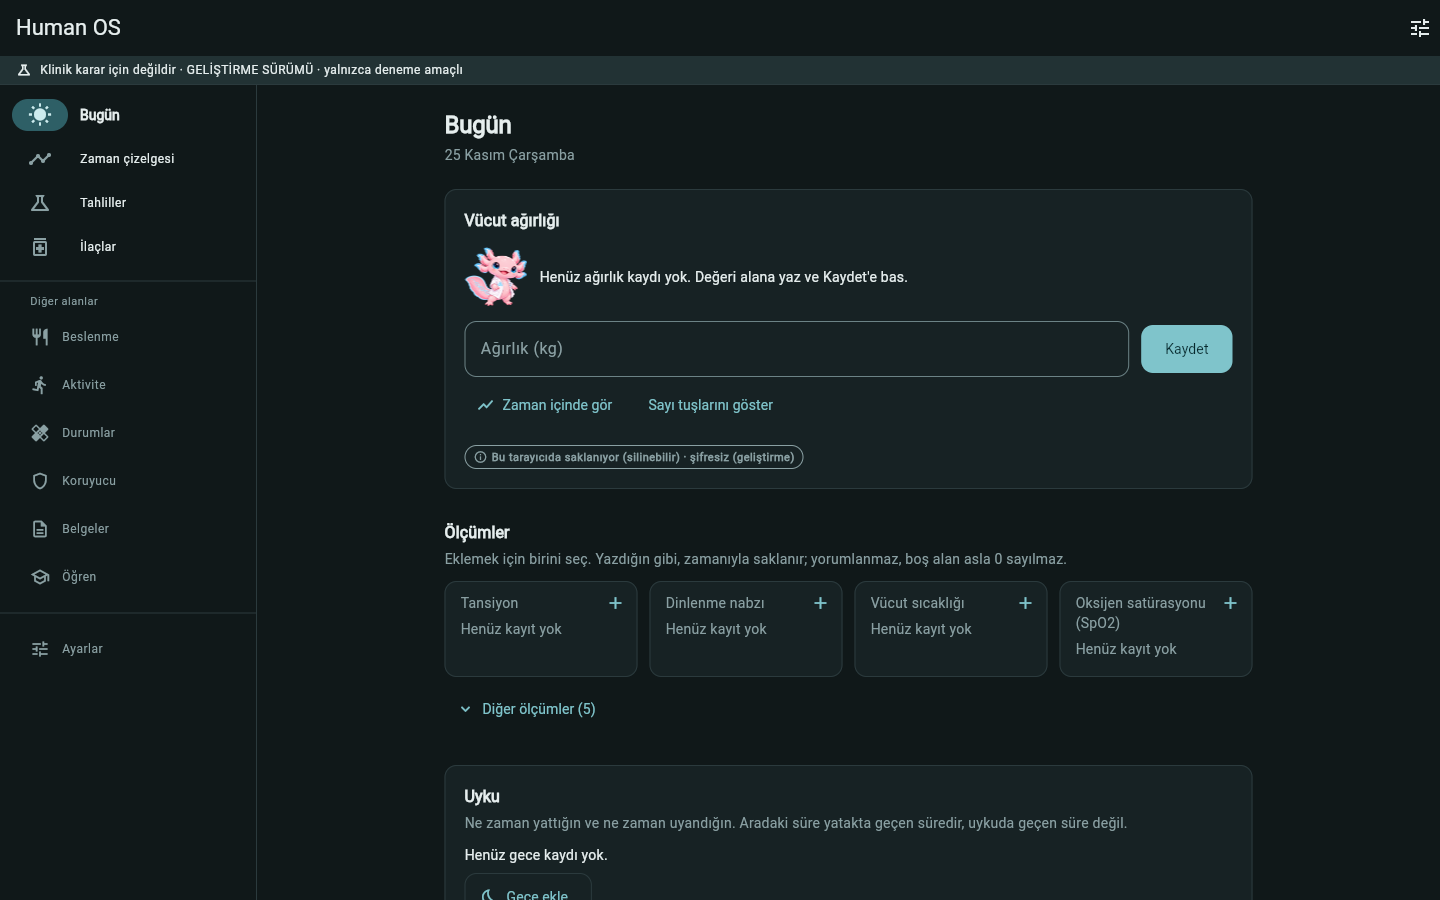 Human OS
Klinik karar için değildir · GELİŞTİRME SÜRÜMÜ · yalnızca deneme amaçlı
Bugün
Zaman çizelgesi
Tahliller
İlaçlar
Diğer alanlar
Beslenme
Aktivite
Durumlar
Koruyucu
Belgeler
Öğren
Ayarlar
Bugün
25 Kasım Çarşamba
Vücut ağırlığı
Henüz ağırlık kaydı yok. Değeri alana yaz ve Kaydet'e bas.
Ağırlık (kg)
Kaydet
Zaman içinde gör
Sayı tuşlarını göster
Bu tarayıcıda saklanıyor (silinebilir) · şifresiz (geliştirme)
Ölçümler
Eklemek için birini seç. Yazdığın gibi, zamanıyla saklanır; yorumlanmaz, boş alan asla 0 sayılmaz.
Tansiyon
Henüz kayıt yok
Dinlenme nabzı
Henüz kayıt yok
Vücut sıcaklığı
Henüz kayıt yok
Oksijen satürasyonu
(SpO2)
Henüz kayıt yok
Diğer ölçümler (5)
Uyku
Ne zaman yattığın ve ne zaman uyandığın. Aradaki süre yatakta geçen süredir, uykuda geçen süre değil.
Henüz gece kaydı yok.
Gece ekle